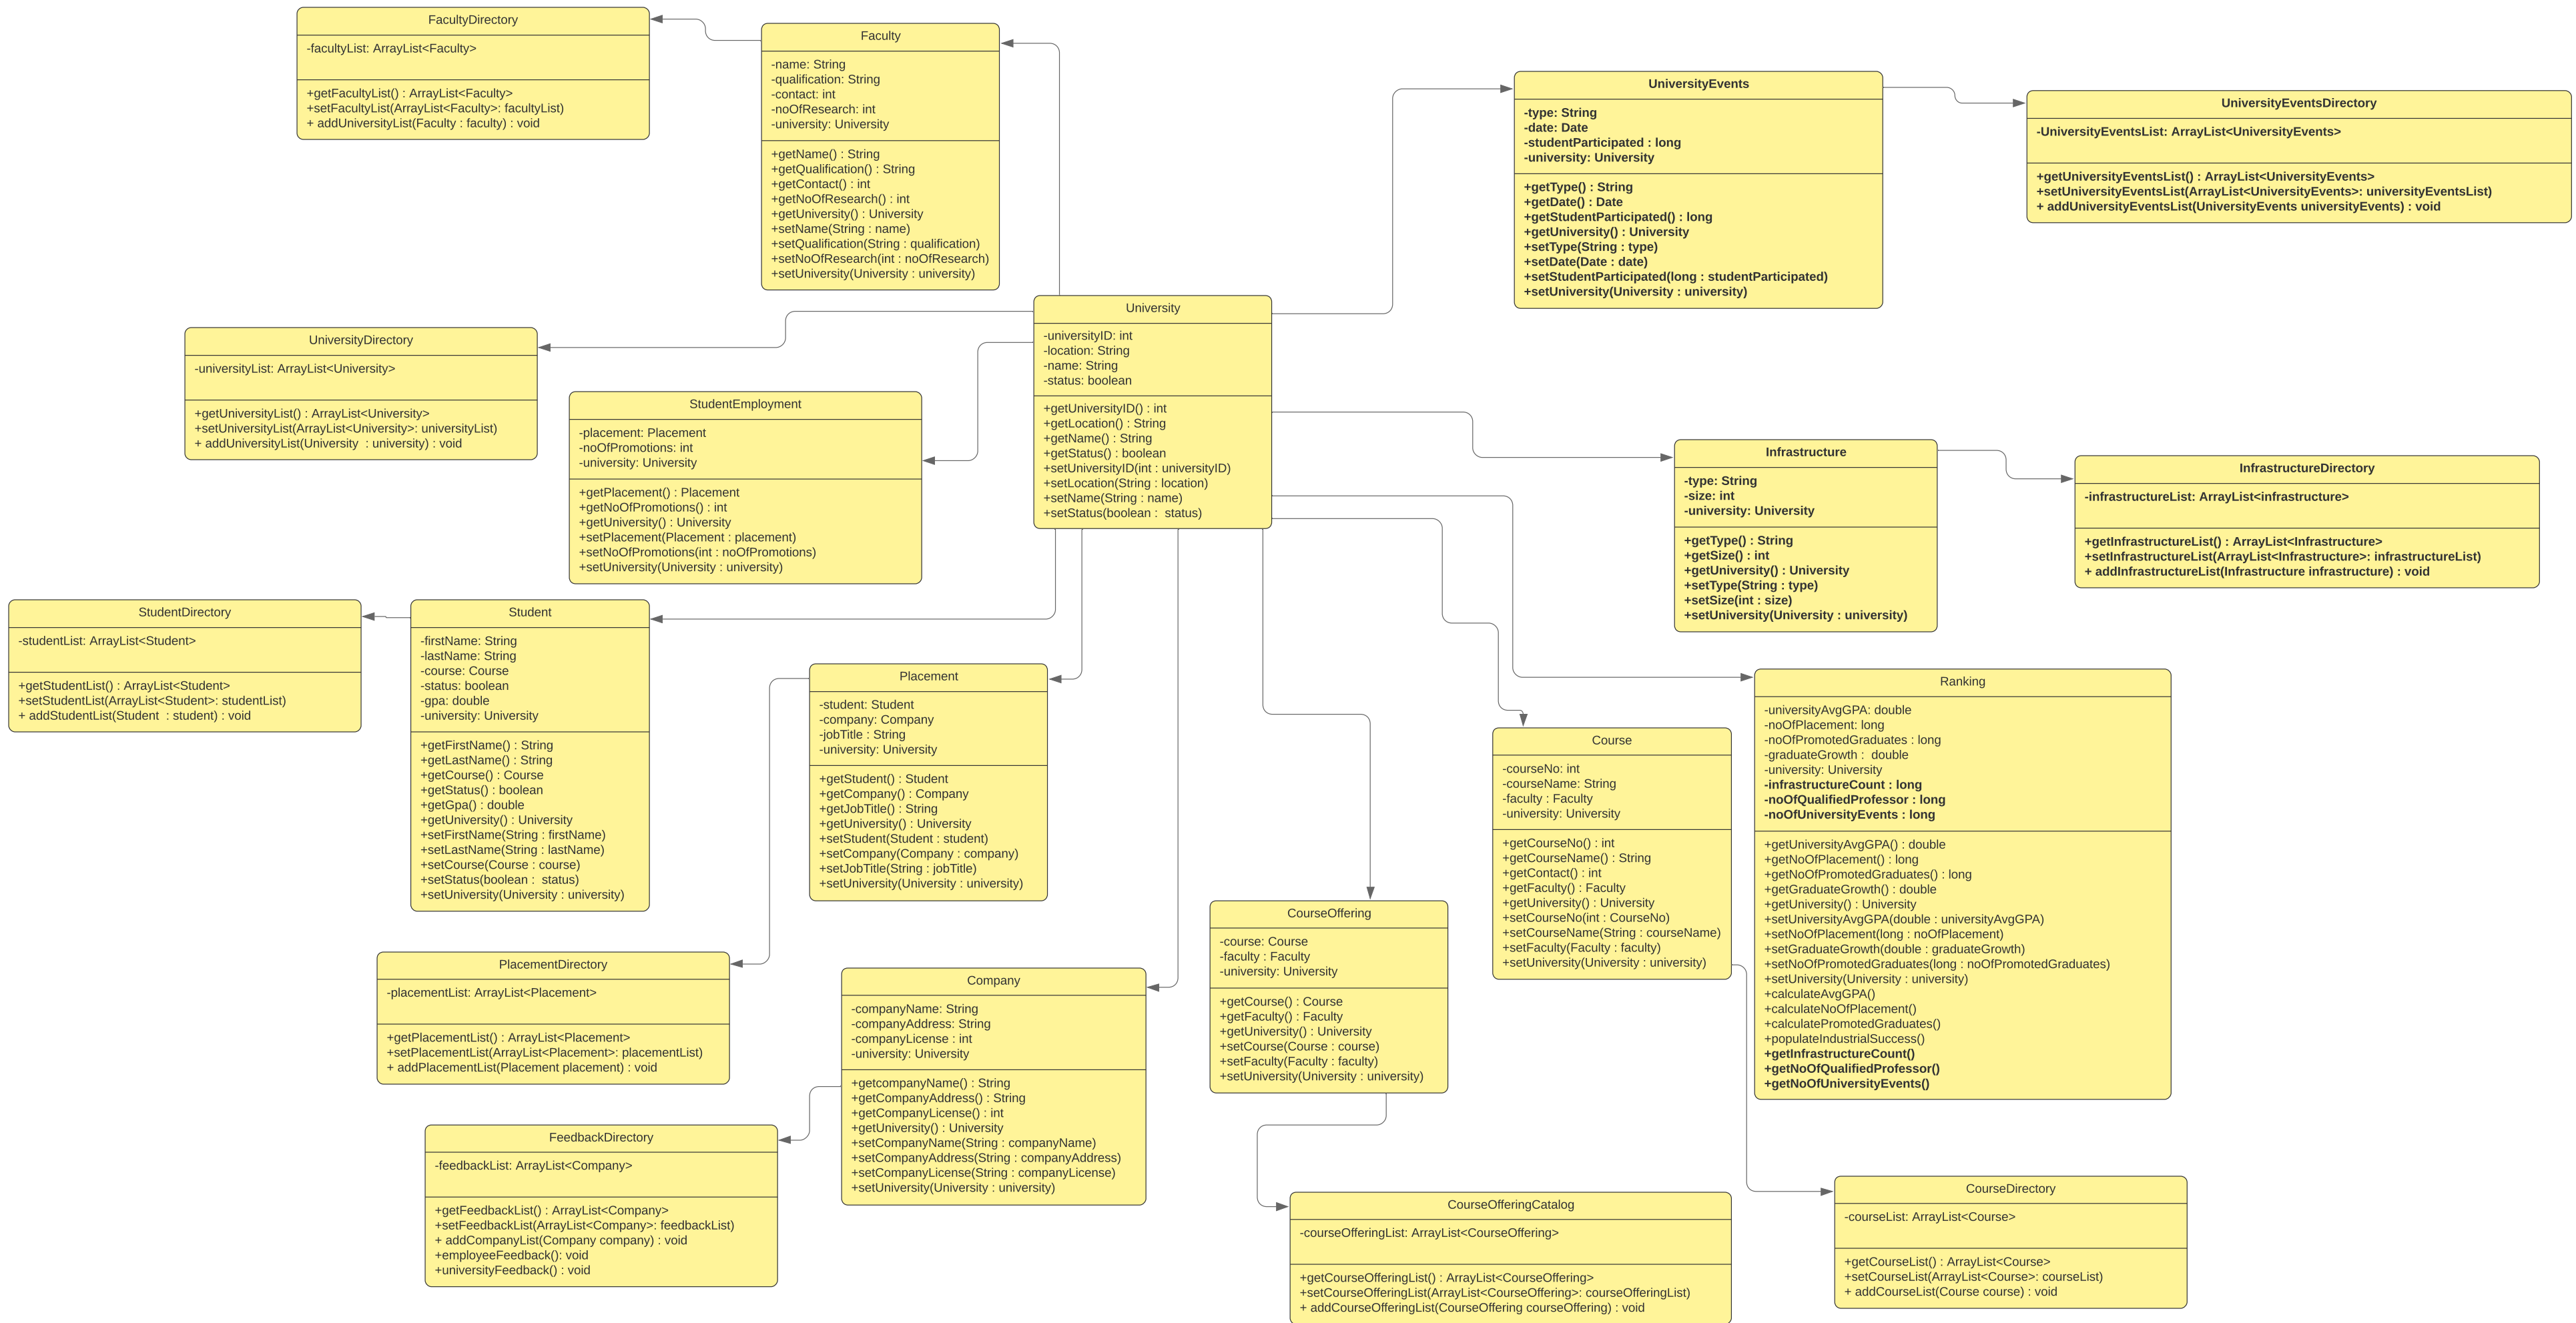 FacultyDirectory
-facultyList: ArrayList<Faculty>
+getFacultyList() : ArrayList<Faculty>
+setFacultyList(ArrayList<Faculty>: facultyList)
+ addUniversityList(Faculty : faculty) : void
Faculty
-name: String
-qualification: String
-contact: int
-noOfResearch: int
-university: University
+getName() : String
+getQualification() : String
+getContact() : int
+getNoOfResearch() : int
+getUniversity() : University
+setName(String : name)
+setQualification(String : qualification)
+setNoOfResearch(int : noOfResearch)
+setUniversity(University : university)
UniversityEvents
-type: String
-date: Date
-studentParticipated : long
-university: University
+getType() : String
+getDate() : Date
+getStudentParticipated() : long
+getUniversity() : University
+setType(String : type)
+setDate(Date : date)
+setStudentParticipated(long : studentParticipated)
+setUniversity(University : university)
UniversityEventsDirectory
-UniversityEventsList: ArrayList<UniversityEvents>
+getUniversityEventsList() : ArrayList<UniversityEvents>
+setUniversityEventsList(ArrayList<UniversityEvents>: universityEventsList)
+ addUniversityEventsList(UniversityEvents universityEvents) : void
University
-universityID: int
-location: String
-name: String
-status: boolean
+getUniversityID() : int
+getLocation() : String
+getName() : String
+getStatus() : boolean
+setUniversityID(int : universityID)
+setLocation(String : location)
+setName(String : name)
+setStatus(boolean :  status)
UniversityDirectory
-universityList: ArrayList<University>
+getUniversityList() : ArrayList<University>
+setUniversityList(ArrayList<University>: universityList)
+ addUniversityList(University  : university) : void
StudentEmployment
-placement: Placement
-noOfPromotions: int
-university: University
+getPlacement() : Placement
+getNoOfPromotions() : int
+getUniversity() : University
+setPlacement(Placement : placement)
+setNoOfPromotions(int : noOfPromotions)
+setUniversity(University : university)
Infrastructure
-type: String
-size: int
-university: University
+getType() : String
+getSize() : int
+getUniversity() : University
+setType(String : type)
+setSize(int : size)
+setUniversity(University : university)
InfrastructureDirectory
-infrastructureList: ArrayList<infrastructure>
+getInfrastructureList() : ArrayList<Infrastructure>
+setInfrastructureList(ArrayList<Infrastructure>: infrastructureList)
+ addInfrastructureList(Infrastructure infrastructure) : void
StudentDirectory
-studentList: ArrayList<Student>
+getStudentList() : ArrayList<Student>
+setStudentList(ArrayList<Student>: studentList)
+ addStudentList(Student  : student) : void
Student
-firstName: String
-lastName: String
-course: Course
-status: boolean
-gpa: double
-university: University
+getFirstName() : String
+getLastName() : String
+getCourse() : Course
+getStatus() : boolean
+getGpa() : double
+getUniversity() : University
+setFirstName(String : firstName)
+setLastName(String : lastName)
+setCourse(Course : course)
+setStatus(boolean :  status)
+setUniversity(University : university)
Placement
-student: Student
-company: Company
-jobTitle : String
-university: University
+getStudent() : Student
+getCompany() : Company
+getJobTitle() : String
+getUniversity() : University
+setStudent(Student : student)
+setCompany(Company : company)
+setJobTitle(String : jobTitle)
+setUniversity(University : university)
Ranking
-universityAvgGPA: double
-noOfPlacement: long
-noOfPromotedGraduates : long
-graduateGrowth :  double
-university: University
-infrastructureCount : long
-noOfQualifiedProfessor : long
-noOfUniversityEvents : long
+getUniversityAvgGPA() : double
+getNoOfPlacement() : long
+getNoOfPromotedGraduates() : long
+getGraduateGrowth() : double
+getUniversity() : University
+setUniversityAvgGPA(double : universityAvgGPA)
+setNoOfPlacement(long : noOfPlacement)
+setGraduateGrowth(double : graduateGrowth)
+setNoOfPromotedGraduates(long : noOfPromotedGraduates)
+setUniversity(University : university)
+calculateAvgGPA()
+calculateNoOfPlacement()
+calculatePromotedGraduates()
+populateIndustrialSuccess()
+getInfrastructureCount()
+getNoOfQualifiedProfessor()
+getNoOfUniversityEvents()
Course
-courseNo: int
-courseName: String
-faculty : Faculty
-university: University
+getCourseNo() : int
+getCourseName() : String
+getContact() : int
+getFaculty() : Faculty
+getUniversity() : University
+setCourseNo(int : CourseNo)
+setCourseName(String : courseName)
+setFaculty(Faculty : faculty)
+setUniversity(University : university)
CourseOffering
-course: Course
-faculty : Faculty
-university: University
+getCourse() : Course
+getFaculty() : Faculty
+getUniversity() : University
+setCourse(Course : course)
+setFaculty(Faculty : faculty)
+setUniversity(University : university)
PlacementDirectory
-placementList: ArrayList<Placement>
+getPlacementList() : ArrayList<Placement>
+setPlacementList(ArrayList<Placement>: placementList)
+ addPlacementList(Placement placement) : void
Company
-companyName: String
-companyAddress: String
-companyLicense : int
-university: University
+getcompanyName() : String
+getCompanyAddress() : String
+getCompanyLicense() : int
+getUniversity() : University
+setCompanyName(String : companyName)
+setCompanyAddress(String : companyAddress)
+setCompanyLicense(String : companyLicense)
+setUniversity(University : university)
FeedbackDirectory
-feedbackList: ArrayList<Company>
+getFeedbackList() : ArrayList<Company>
+setFeedbackList(ArrayList<Company>: feedbackList)
+ addCompanyList(Company company) : void
+employeeFeedback(): void
+universityFeedback() : void
CourseOfferingCatalog
-courseOfferingList: ArrayList<CourseOffering>
+getCourseOfferingList() : ArrayList<CourseOffering>
+setCourseOfferingList(ArrayList<CourseOffering>: courseOfferingList)
+ addCourseOfferingList(CourseOffering courseOffering) : void
CourseDirectory
-courseList: ArrayList<Course>
+getCourseList() : ArrayList<Course>
+setCourseList(ArrayList<Course>: courseList)
+ addCourseList(Course course) : void